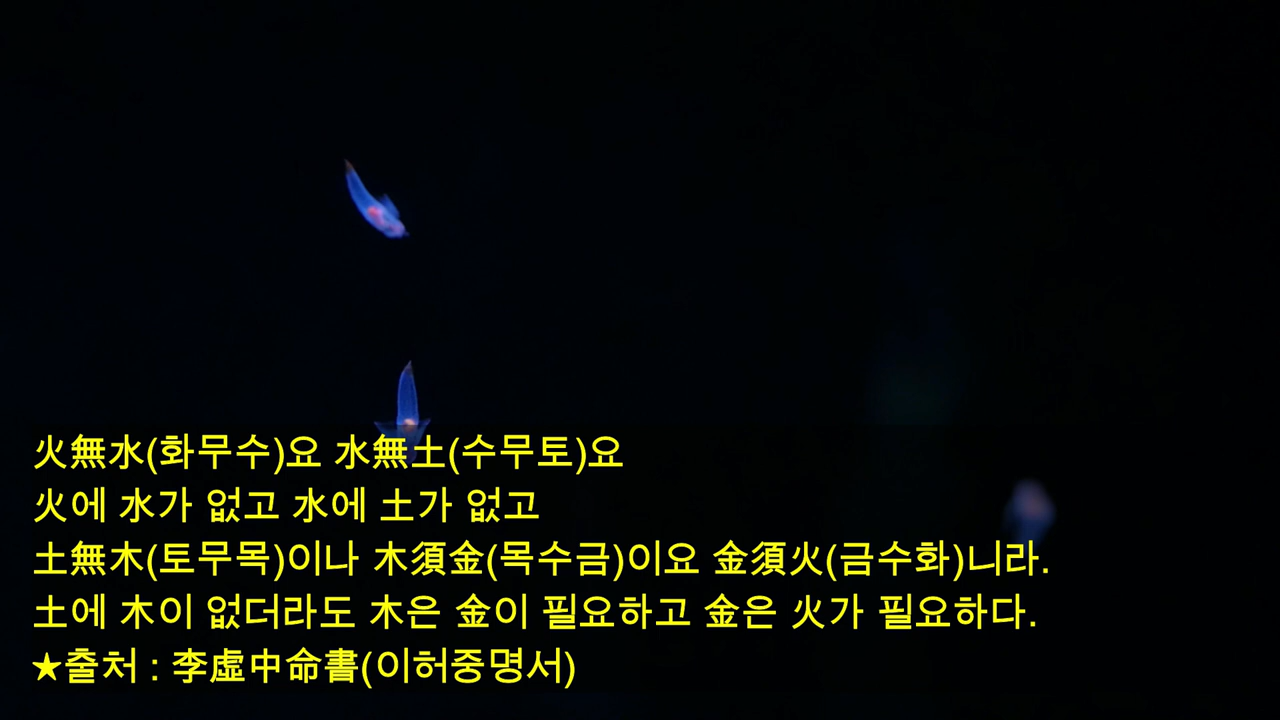 火無水(화무수)요 水無土(수무토)요
火에 水가 없고 水에 土가 없고
土無木(토무목)이나 木須金(목수금)이요 金須火(금수화)니라.
土에 木이 없더라도 木은 金이 필요하고 金은 火가 필요하다.
★출처 : 李虛中命書(이허중명서)